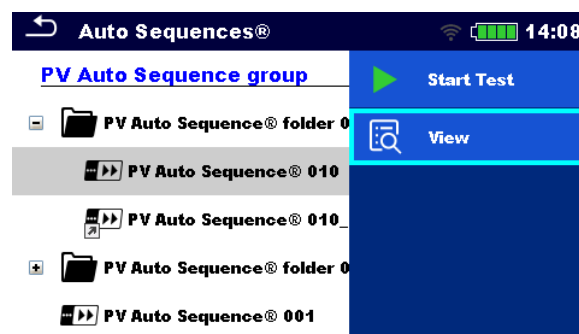 Auto Sequences® 14:08
PV Auto Sequence group
Start Test
PV Auto Sequence® folder 0
View
PV Auto Sequence® 010
PV Auto Sequence® 010_
PV Auto Sequence® folder 0
PV Auto Sequence® 001